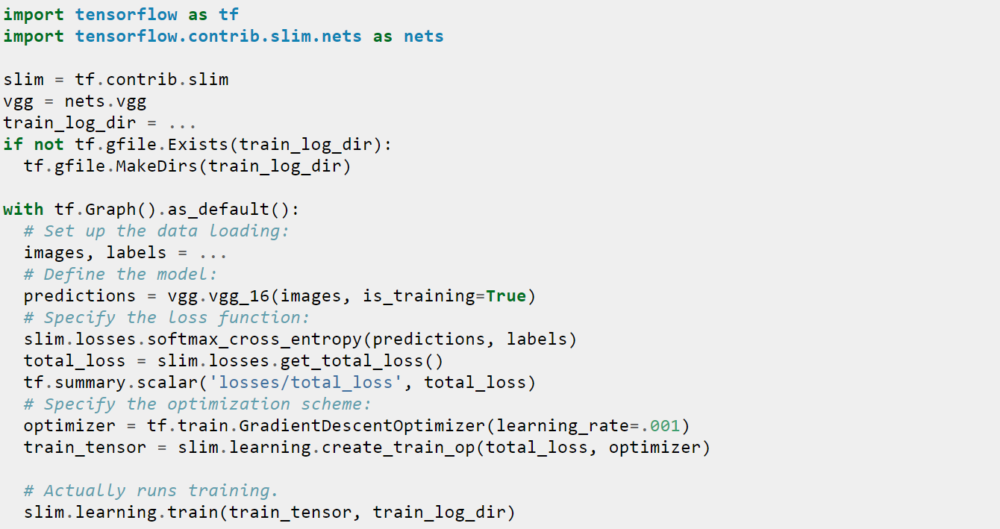 import tensorflow as tf
import tensorflow.contrib.slim.nets as nets

slim = tf.contrib.slim
vgg = nets.vgg
train_log_dir = ...
if not tf.gfile.Exists(train_log_dir):
  tf.gfile.MakeDirs(train_log_dir)

with tf.Graph().as_default():
  # Set up the data loading:
  images, labels = ...
  # Define the model:
  predictions = vgg.vgg_16(images, is_training=True)
  # Specify the loss function:
  slim.losses.softmax_cross_entropy(predictions, labels)
  total_loss = slim.losses.get_total_loss()
  tf.summary.scalar('losses/total_loss', total_loss)
  # Specify the optimization scheme:
  optimizer = tf.train.GradientDescentOptimizer(learning_rate=.001)
  train_tensor = slim.learning.create_train_op(total_loss, optimizer)

  # Actually runs training.
  slim.learning.train(train_tensor, train_log_dir)